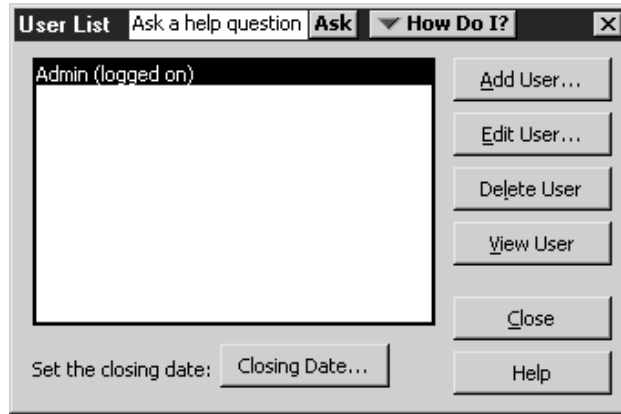 User List Ask a help question Ask How Do I?
Admin (logged on)
Add User...
Edit User...
Delete User
View User
Close
Set the closing date: Closing Date...
Help